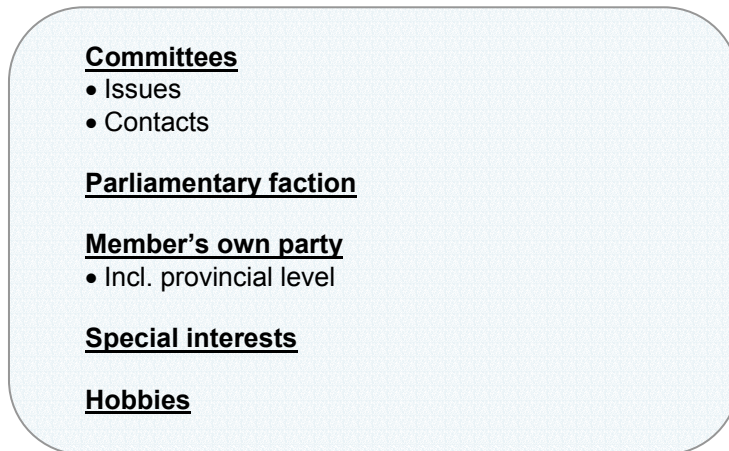 Committees
• Issues
• Contacts
Parliamentary faction
Member’s own party
• Incl. provincial level
Special interests
Hobbies